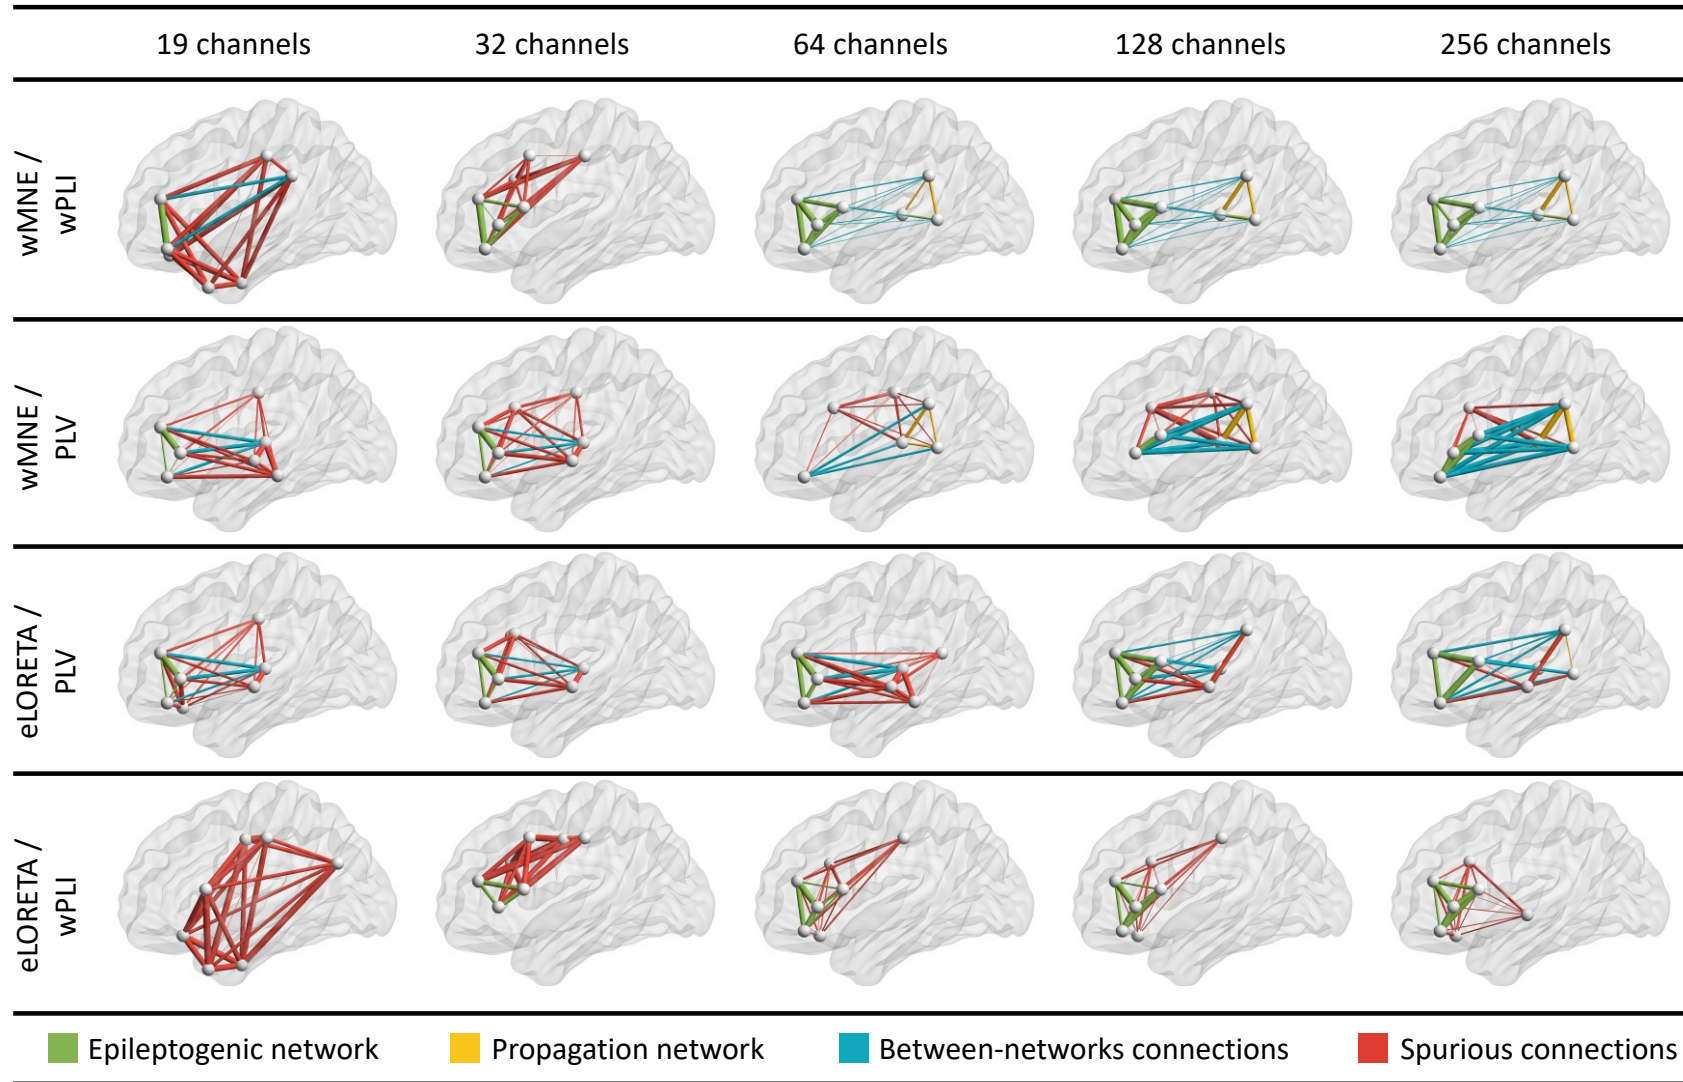 19 channels 32 channels 64 channels 128 channels 256 channels
wMNE /
wPLI
wMNE /
PLV
eLORETA /
PLV
eLORETA /
wPLI
Epileptogenic network Propagation network Between-networks connections Spurious connections